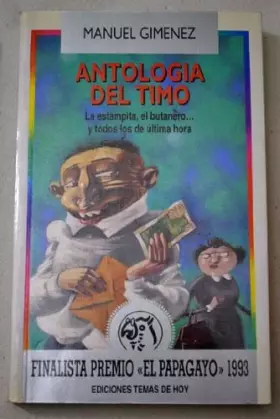 MANUEL GIMENEZ
ANTOLOGIA
DEL TIMO
La estampita, el butanero...
y todos los de última hora
FINALISTA PREMIO «EL PAPAGAYO» 1993
EDICIONES TEMAS DE HOY